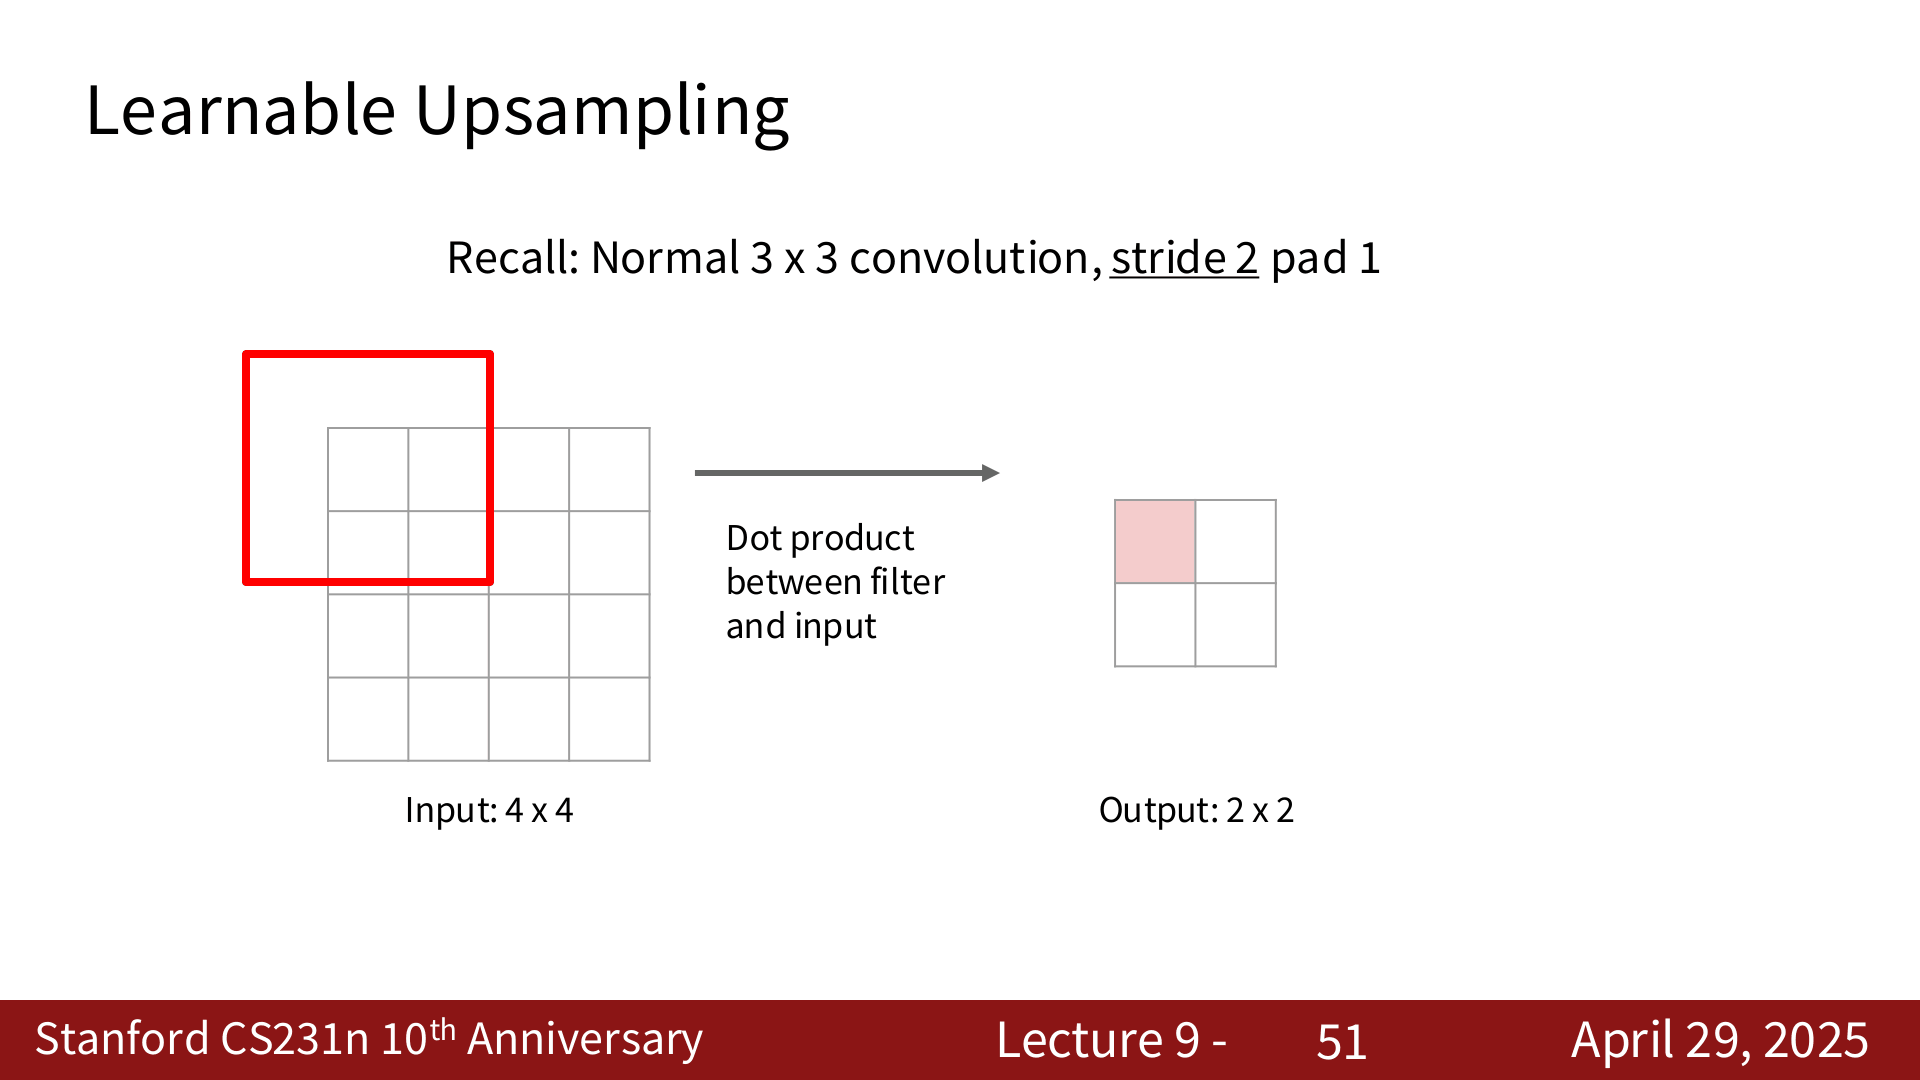 Learnable Upsampling
Recall: Normal 3 x 3 convolution, stride 2 pad 1
Dot product
between filter
and input
Input: 4 x 4
Output: 2 x 2
Stanford CS231n 10th Anniversary
Lecture 9 - 51
April 29, 2025